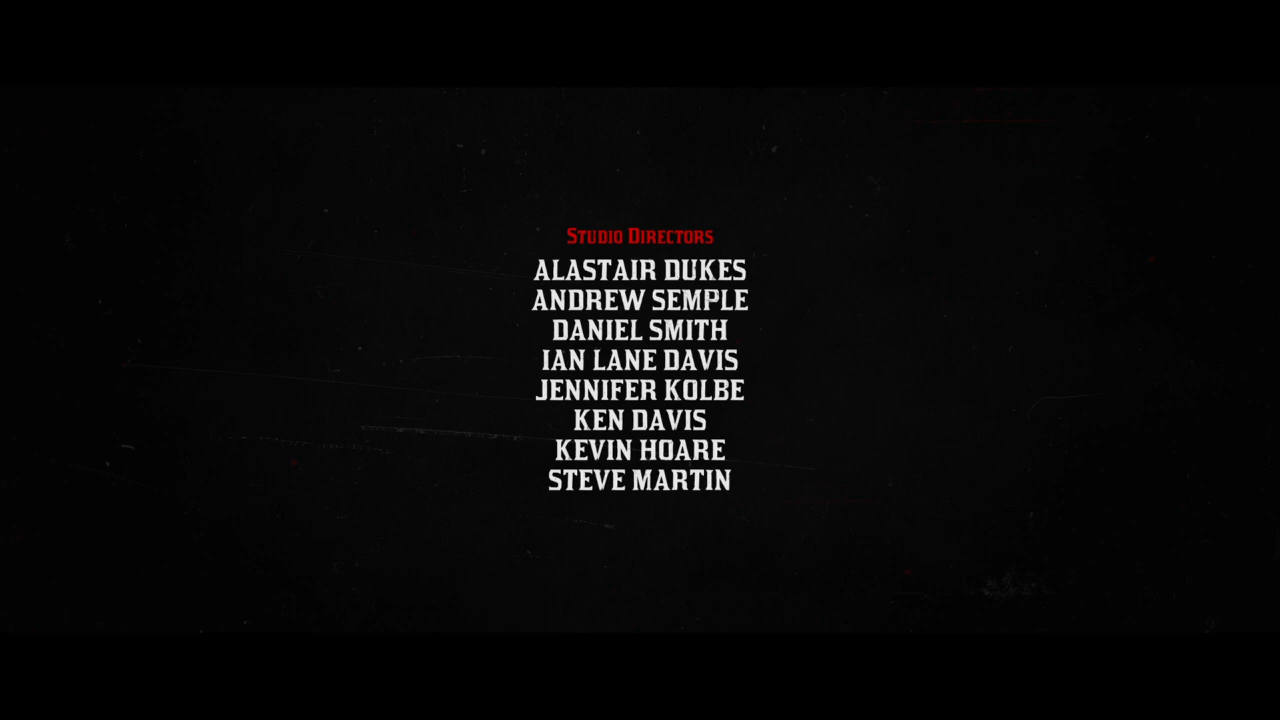 Studio Directors
ALASTAIR DUKES
ANDREW SEMPLE
DANIEL SMITH
IAN LANE DAVIS
JENNIFER KOLBE
KEN DAVIS
KEVIN HOARE
STEVE MARTIN